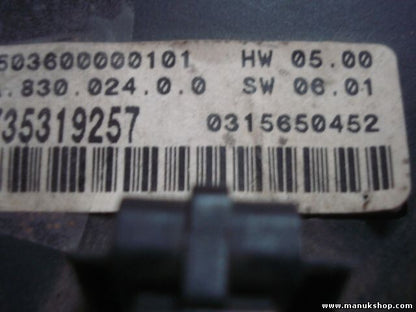 503600000101 HW 05.00
.830.024.0.0 SW 06.01
735319257 0315650452
www.manukshop.com